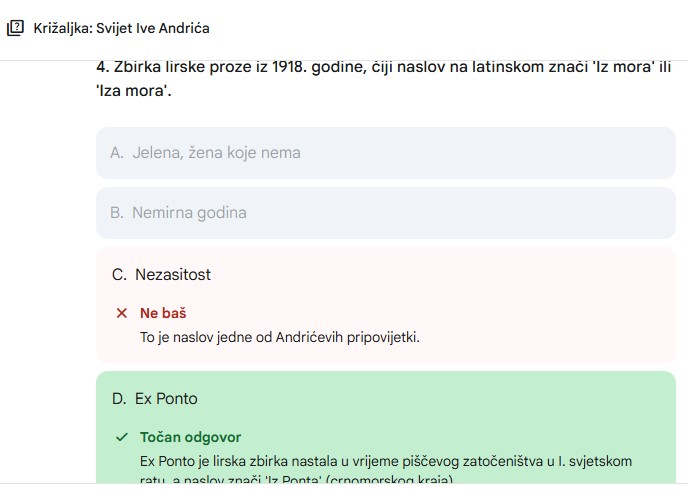 Križaljka: Svijet Ive Andrića
4. Zbirka lirske proze iz 1918. godine, čiji naslov na latinskom znači 'Iz mora' ili
'Iza mora'.
A. Jelena, žena koje nema
B. Nemirna godina
C. Nezasitost
Ne baš
To je naslov jedne od Andrićevih pripovijetki.
D. Ex Ponto
Točan odgovor
Ex Ponto je lirska zbirka nastala u vrijeme piščevog zatočeništva u I. svjetskom
ratu, a naslov znači 'Iz Ponta' (crnomorskog kraja).